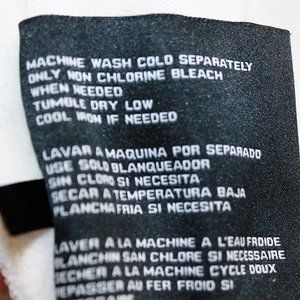 MACHINE WASH COLD SEPARATELY
ONLY NON CHLORINE BLEACH
WHEN NEEDED
TUMBLE DRY LOW
COOL IRON IF NEEDED
LAVAR A MAQUINA POR SEPARADO
USE SOLO BLANQUEADOR
SIN CLORO SI NECESITA
SECAR A TEMPERATURA BAJA
PLANCHA FRIA SI NECESITA
LAVER A LA MACHINE A L'EAU FROIDE
BLANCHIR SAN CHLORE SI NECESSAIRE
SECHER A LA MACHINE CYCLE DOUX
REPASSER AU FER FROID SI